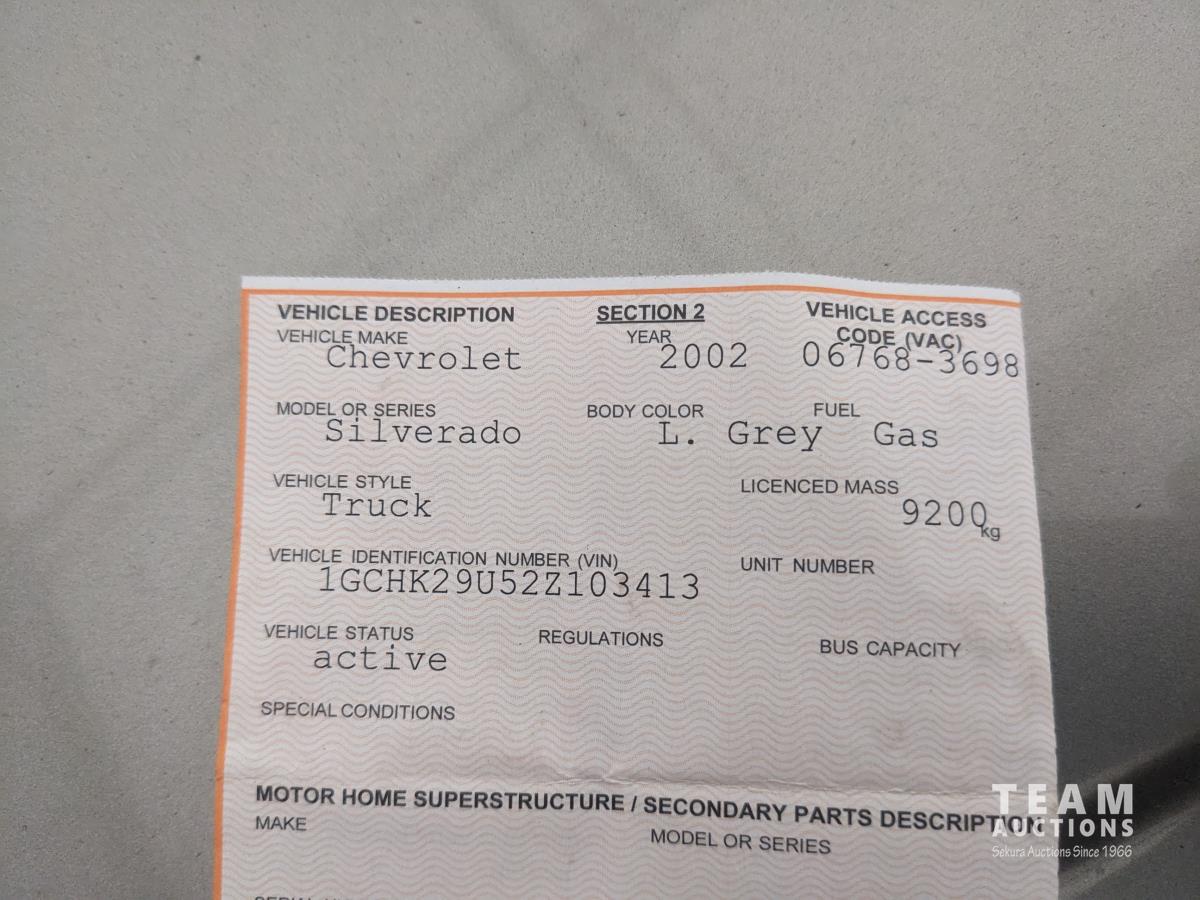 VEHICLE DESCRIPTION SECTION 2 VEHICLE ACCESS CODE (VAC)
VEHICLE MAKE YEAR
Chevrolet 2002 06768-3698
MODEL OR SERIES BODY COLOR FUEL
Silverado L. Grey Gas
VEHICLE STYLE LICENCED MASS
Truck 9200 kg
VEHICLE IDENTIFICATION NUMBER (VIN) UNIT NUMBER
1GCHK29U52Z103413
VEHICLE STATUS REGULATIONS BUS CAPACITY
active
SPECIAL CONDITIONS
MOTOR HOME SUPERSTRUCTURE / SECONDARY PARTS DESCRIPTION
MAKE MODEL OR SERIES
TEAM
AUCTIONS
Sekura Auctions Since 1966